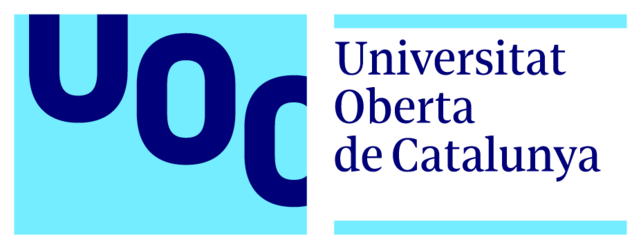 UOC
Universitat
Oberta
de Catalunya